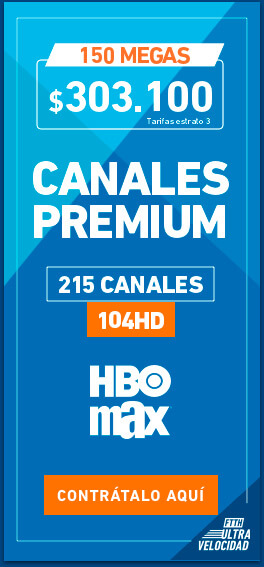 150 MEGAS
$303.100
Tarifas estrato 3
CANALES
PREMIUM
215 CANALES
104HD
HBO
max
CONTRÁTALO AQUÍ
FTTH
ULTRA
VELOCIDAD